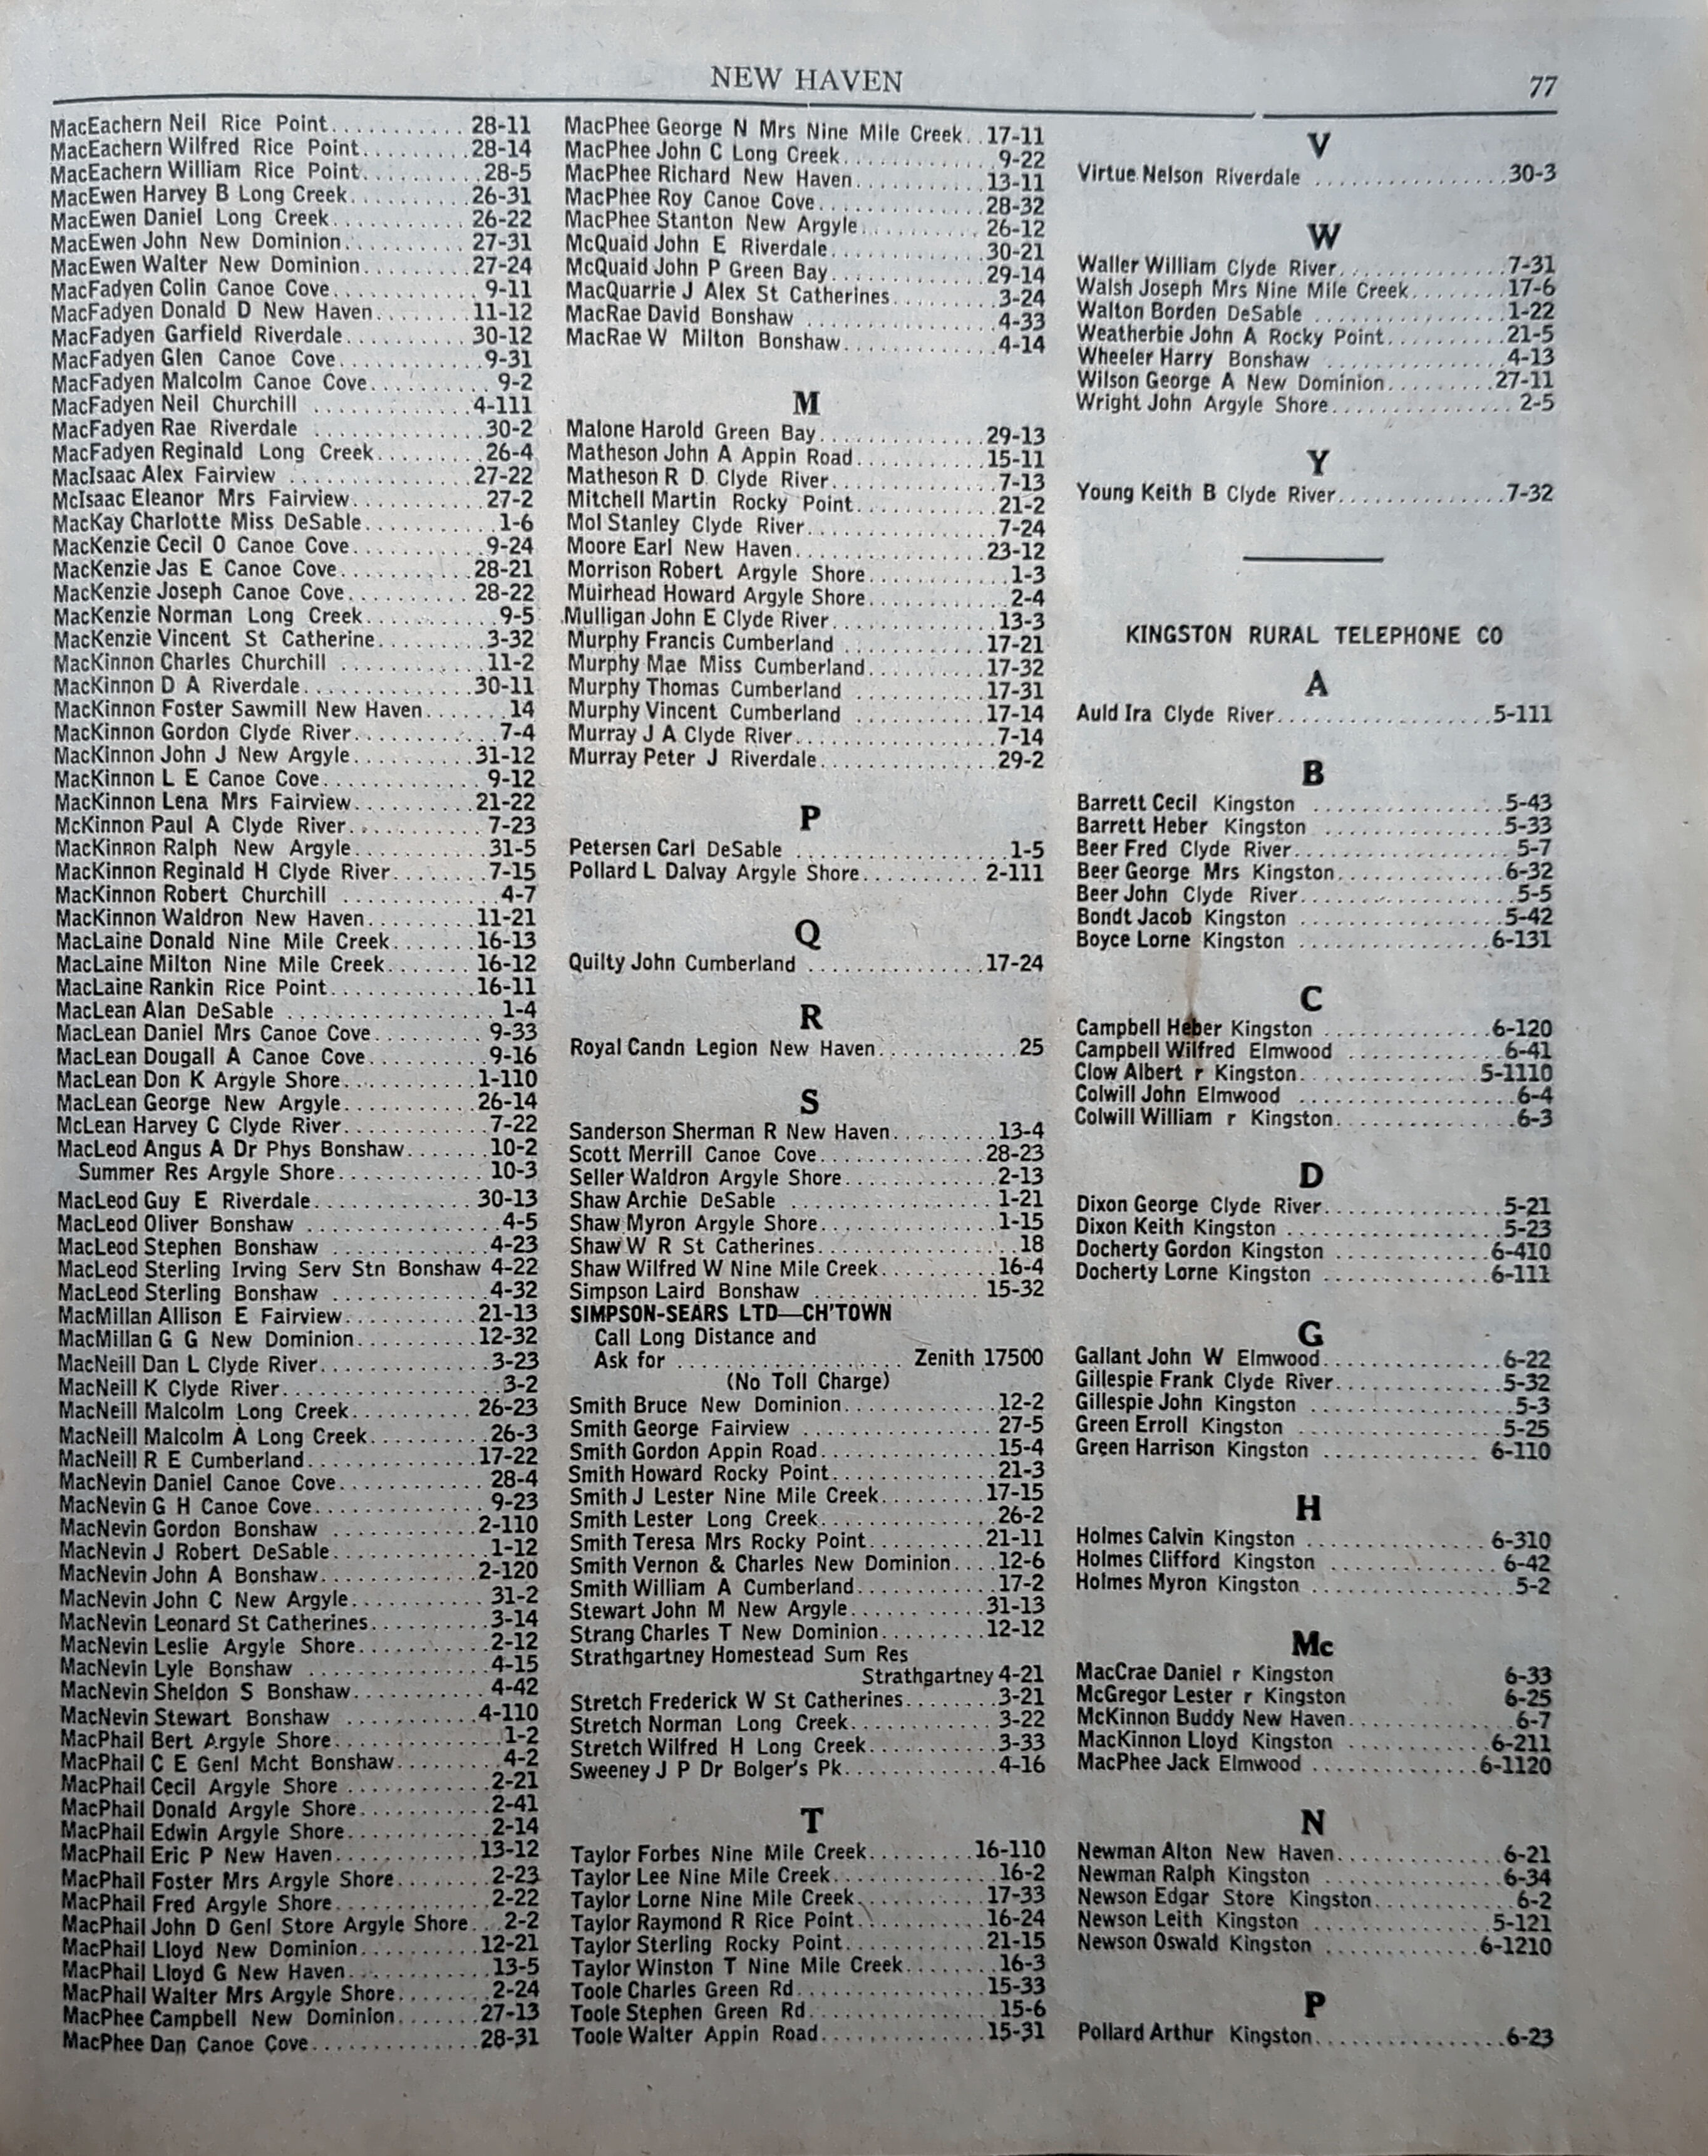 NEW HAVEN
77
MacEachern Neil Rice Point........... 28-11
MacEachern Wilfred Rice Point.........28-14
MacEachern William Rice Point..........28-5
MacEwen Harvey B Long Creek..........26-31
MacEwen Daniel Long Creek...........26-22
MacEwen John New Dominion..........27-31
MacEwen Walter New Dominion........27-24
MacFadyen Colin Canoe Cove............9-11
MacFadyen Donald D New Haven........11-12
MacFadyen Garfield Riverdale..........30-12
MacFadyen Glen Canoe Cove............9-31
MacFadyen Malcolm Canoe Cove..........9-2
MacFadyen Neil Churchill ............4-111
MacFadyen Rae Riverdale .............30-2
MacFadyen Reginald Long Creek........26-4
MacIsaac Alex Fairview .............27-22
McIsaac Eleanor Mrs Fairview..........27-2
MacKay Charlotte Miss DeSable..........1-6
MacKenzie Cecil O Canoe Cove..........9-24
MacKenzie Jas E Canoe Cove..........28-21
MacKenzie Joseph Canoe Cove.........28-22
MacKenzie Norman Long Creek..........9-5
MacKenzie Vincent St Catherine........3-32
MacKinnon Charles Churchill ..........11-2
MacKinnon D A Riverdale.............30-11
MacKinnon Foster Sawmill New Haven.......14
MacKinnon Gordon Clyde River..........7-4
MacKinnon John J New Argyle.........31-12
MacKinnon L E Canoe Cove............9-12
MacKinnon Lena Mrs Fairview.........21-22
McKinnon Paul A Clyde River..........7-23
MacKinnon Ralph New Argyle..........31-5
MacKinnon Reginald H Clyde River.......7-15
MacKinnon Robert Churchill ...........4-7
MacKinnon Waldron New Haven........11-21
MacLaine Donald Nine Mile Creek......16-13
MacLaine Milton Nine Mile Creek......16-12
MacLaine Rankin Rice Point..........16-11
MacLean Alan DeSable ................1-4
MacLean Daniel Mrs Canoe Cove........9-33
MacLean Dougall A Canoe Cove........9-16
MacLean Don K Argyle Shore.........1-110
MacLean George New Argyle..........26-14
McLean Harvey C Clyde River..........7-22
MacLeod Angus A Dr Phys Bonshaw.......10-2
Summer Res Argyle Shore...........10-3
MacLeod Guy E Riverdale............30-13
MacLeod Oliver Bonshaw .............4-5
MacLeod Stephen Bonshaw ...........4-23
MacLeod Sterling Irving Serv Stn Bonshaw 4-22
MacLeod Sterling Bonshaw ...........4-32
MacMillan Allison E Fairview..........21-13
MacMillan G G New Dominion.........12-32
MacNeill Dan L Clyde River...........3-23
MacNeill K Clyde River................3-2
MacNeill Malcolm Long Creek.........26-23
MacNeill Malcolm A Long Creek........26-3
MacNeill R E Cumberland............17-22
MacNevin Daniel Canoe Cove..........28-4
MacNevin G H Canoe Cove............9-23
MacNevin Gordon Bonshaw ..........2-110
MacNevin J Robert DeSable...........1-12
MacNevin John A Bonshaw..........2-120
MacNevin John C New Argyle.........31-2
MacNevin Leonard St Catherines.......3-14
MacNevin Leslie Argyle Shore.........2-12
MacNevin Lyle Bonshaw .............4-15
MacNevin Sheldon S Bonshaw.........4-42
MacNevin Stewart Bonshaw .........4-110
MacPhail Bert Argyle Shore...........1-2
MacPhail C E Genl Mcht Bonshaw.......4-2
MacPhail Cecil Argyle Shore ..........2-21
MacPhail Donald Argyle Shore.........2-41
MacPhail Edwin Argyle Shore..........2-14
MacPhail Eric P New Haven..........13-12
MacPhail Foster Mrs Argyle Shore.......2-23
MacPhail Fred Argyle Shore...........2-22
MacPhail John D Genl Store Argyle Shore...2-2
MacPhail Lloyd New Dominion........12-21
MacPhail Lloyd G New Haven..........13-5
MacPhail Walter Mrs Argyle Shore.......2-24
MacPhee Campbell New Dominion......27-13
MacPhee Dan Canoe Cove............28-31
MacPhee George N Mrs Nine Mile Creek..17-11
MacPhee John C Long Creek...........9-22
MacPhee Richard New Haven..........13-11
MacPhee Roy Canoe Cove............28-32
MacPhee Stanton New Argyle.........26-12
McQuaid John E Riverdale............30-21
McQuaid John P Green Bay...........29-14
MacQuarrie J Alex St Catherines........3-24
MacRae David Bonshaw .............4-33
MacRae W Milton Bonshaw...........4-14
M
Malone Harold Green Bay............29-13
Matheson John A Appin Road.........15-11
Matheson R D Clyde River............7-13
Mitchell Martin Rocky Point..........21-2
Mol Stanley Clyde River..............7-24
Moore Earl New Haven..............23-12
Morrison Robert Argyle Shore..........1-3
Muirhead Howard Argyle Shore.........2-4
Mulligan John E Clyde River..........13-3
Murphy Francis Cumberland ..........17-21
Murphy Mae Miss Cumberland........17-32
Murphy Thomas Cumberland .........17-31
Murphy Vincent Cumberland .........17-14
Murray J A Clyde River..............7-14
Murray Peter J Riverdale............29-2
P
Petersen Carl DeSable ...............1-5
Pollard L Dalvay Argyle Shore........2-111
Q
Quilty John Cumberland ............17-24
R
Royal Candn Legion New Haven..........25
S
Sanderson Sherman R New Haven........13-4
Scott Merrill Canoe Cove............28-23
Seller Waldron Argyle Shore..........2-13
Shaw Archie DeSable ...............1-21
Shaw Myron Argyle Shore............1-15
Shaw W R St Catherines...............18
Shaw Wilfred W Nine Mile Creek.......16-4
Simpson Laird Bonshaw ............15-32
SIMPSON-SEARS LTD—CH'TOWN
Call Long Distance and
Ask for ................... Zenith 17500
(No Toll Charge)
Smith Bruce New Dominion...........12-2
Smith George Fairview ..............27-5
Smith Gordon Appin Road............15-4
Smith Howard Rocky Point...........21-3
Smith J Lester Nine Mile Creek.......17-15
Smith Lester Long Creek.............26-2
Smith Teresa Mrs Rocky Point........21-11
Smith Vernon & Charles New Dominion....12-6
Smith William A Cumberland..........17-2
Stewart John M New Argyle..........31-13
Strang Charles T New Dominion.......12-12
Strathgartney Homestead Sum Res
Strathgartney 4-21
Stretch Frederick W St Catherines......3-21
Stretch Norman Long Creek...........3-22
Stretch Wilfred H Long Creek.........3-33
Sweeney J P Dr Bolger's Pk...........4-16
T
Taylor Forbes Nine Mile Creek........16-110
Taylor Lee Nine Mile Creek...........16-2
Taylor Lorne Nine Mile Creek.........17-33
Taylor Raymond R Rice Point.........16-24
Taylor Sterling Rocky Point..........21-15
Taylor Winston T Nine Mile Creek......16-3
Toole Charles Green Rd.............15-33
Toole Stephen Green Rd.............15-6
Toole Walter Appin Road............15-31
V
Virtue Nelson Riverdale ..............30-3
W
Waller William Clyde River............7-31
Walsh Joseph Mrs Nine Mile Creek.......17-6
Walton Borden DeSable ..............1-22
Weatherbie John A Rocky Point.........21-5
Wheeler Harry Bonshaw .............4-13
Wilson George A New Dominion........27-11
Wright John Argyle Shore.............2-5
Y
Young Keith B Clyde River............7-32
KINGSTON RURAL TELEPHONE CO
A
Auld Ira Clyde River................5-111
B
Barrett Cecil Kingston ..............5-43
Barrett Heber Kingston .............5-33
Beer Fred Clyde River................5-7
Beer George Mrs Kingston............6-32
Beer John Clyde River...............5-5
Bondt Jacob Kingston ..............5-42
Boyce Lorne Kingston .............6-131
C
Campbell Heber Kingston ...........6-120
Campbell Wilfred Elmwood ..........6-41
Clow Albert r Kingston............5-1110
Colwill John Elmwood ...............6-4
Colwill William r Kingston............6-3
D
Dixon George Clyde River............5-21
Dixon Keith Kingston ..............5-23
Docherty Gordon Kingston ..........6-410
Docherty Lorne Kingston ...........6-111
G
Gallant John W Elmwood............6-22
Gillespie Frank Clyde River...........5-32
Gillespie John Kingston ..............5-3
Green Erroll Kingston ..............5-25
Green Harrison Kingston ...........6-110
H
Holmes Calvin Kingston ............6-310
Holmes Clifford Kingston ...........6-42
Holmes Myron Kingston .............5-2
Mc
MacCrae Daniel r Kingston 6-33
McGregor Lester r Kingston 6-25
McKinnon Buddy New Haven...........6-7
MacKinnon Lloyd Kingston .........6-211
MacPhee Jack Elmwood ............6-1120
N
Newman Alton New Haven............6-21
Newman Ralph Kingston ............6-34
Newson Edgar Store Kingston.........6-2
Newson Leith Kingston ............5-121
Newson Oswald Kingston ..........6-1210
P
Pollard Arthur Kingston.............6-23